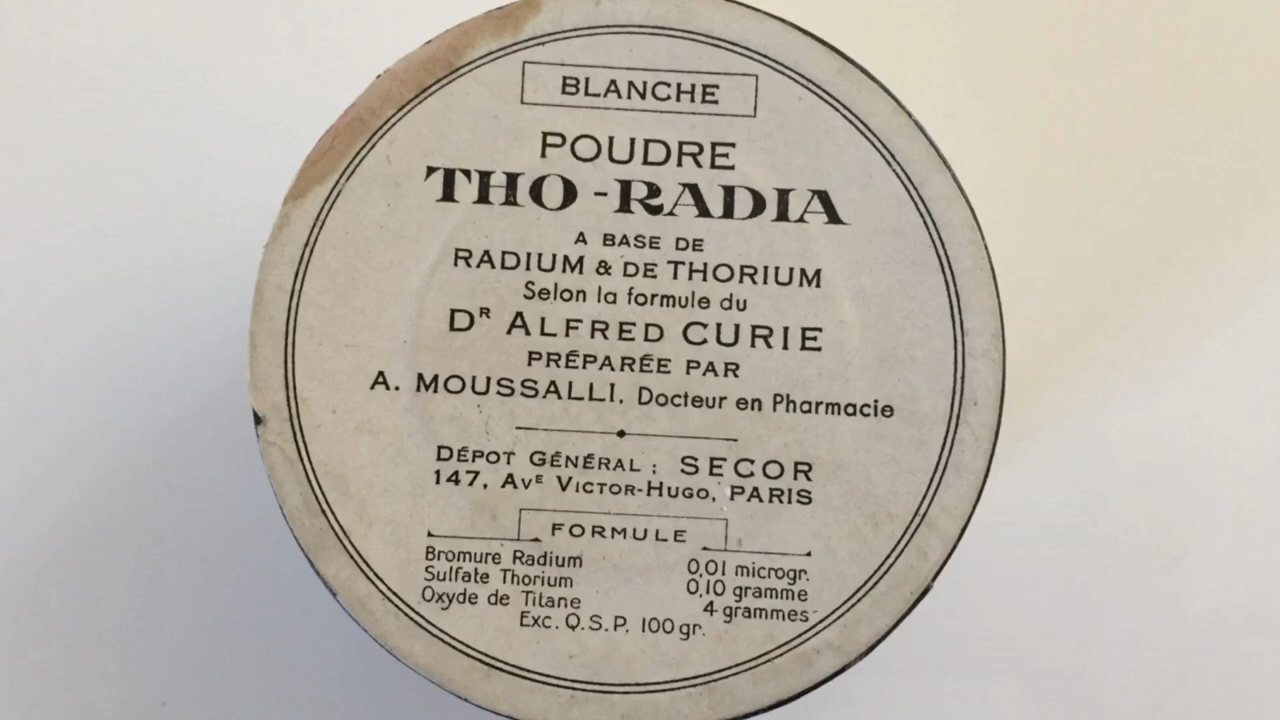 BLANCHE
POUDRE
THO-RADIA
A BASE DE
RADIUM & DE THORIUM
Selon la formule du
DR ALFRED CURIE
PRÉPARÉE PAR
A. MOUSSALLI, Docteur en Pharmacie
DÉPOT GÉNÉRAL : SECOR
147, AVE VICTOR-HUGO, PARIS
FORMULE
Bromure Radium 0,01 microgr.
Sulfate Thorium 0,10 gramme
Oxyde de Titane 4 grammes
Exc. Q.S.P. 100 gr.